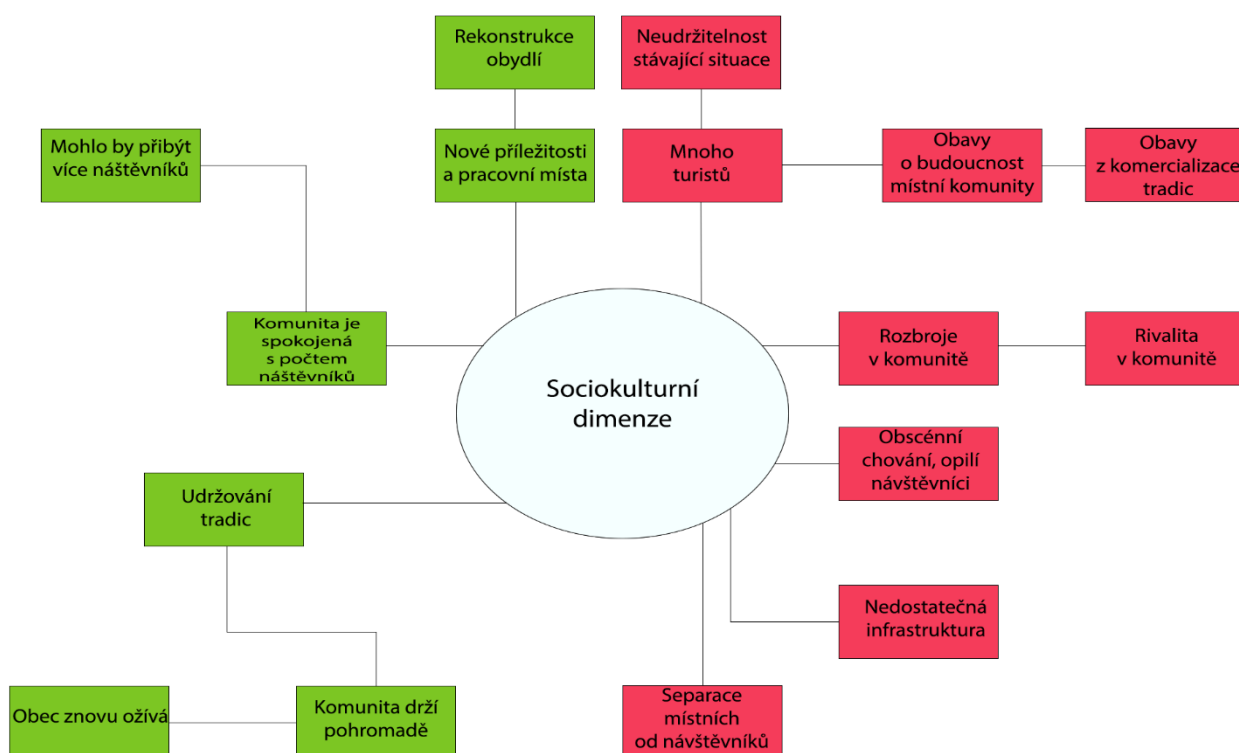 Rekonstrukce
obydlí
Neudržitelnost
stávající situace
Mohlo by přibýt
více náštěvníků
Nové příležitosti
a pracovní místa
Mnoho
turistů
Obavy
o budoucnost
místní komunity
Obavy
z komercializace
tradic
Komunita je
spokojená
s počtem
náštěvníků
Sociokulturní
dimenze
Rozbroje
v komunitě
Rivalita
v komunitě
Obscénní
chování, opilí
návštěvníci
Udržování
tradic
Nedostatečná
infrastruktura
Obec znovu ožívá
Komunita drží
pohromadě
Separace
místních
od návštěvníků